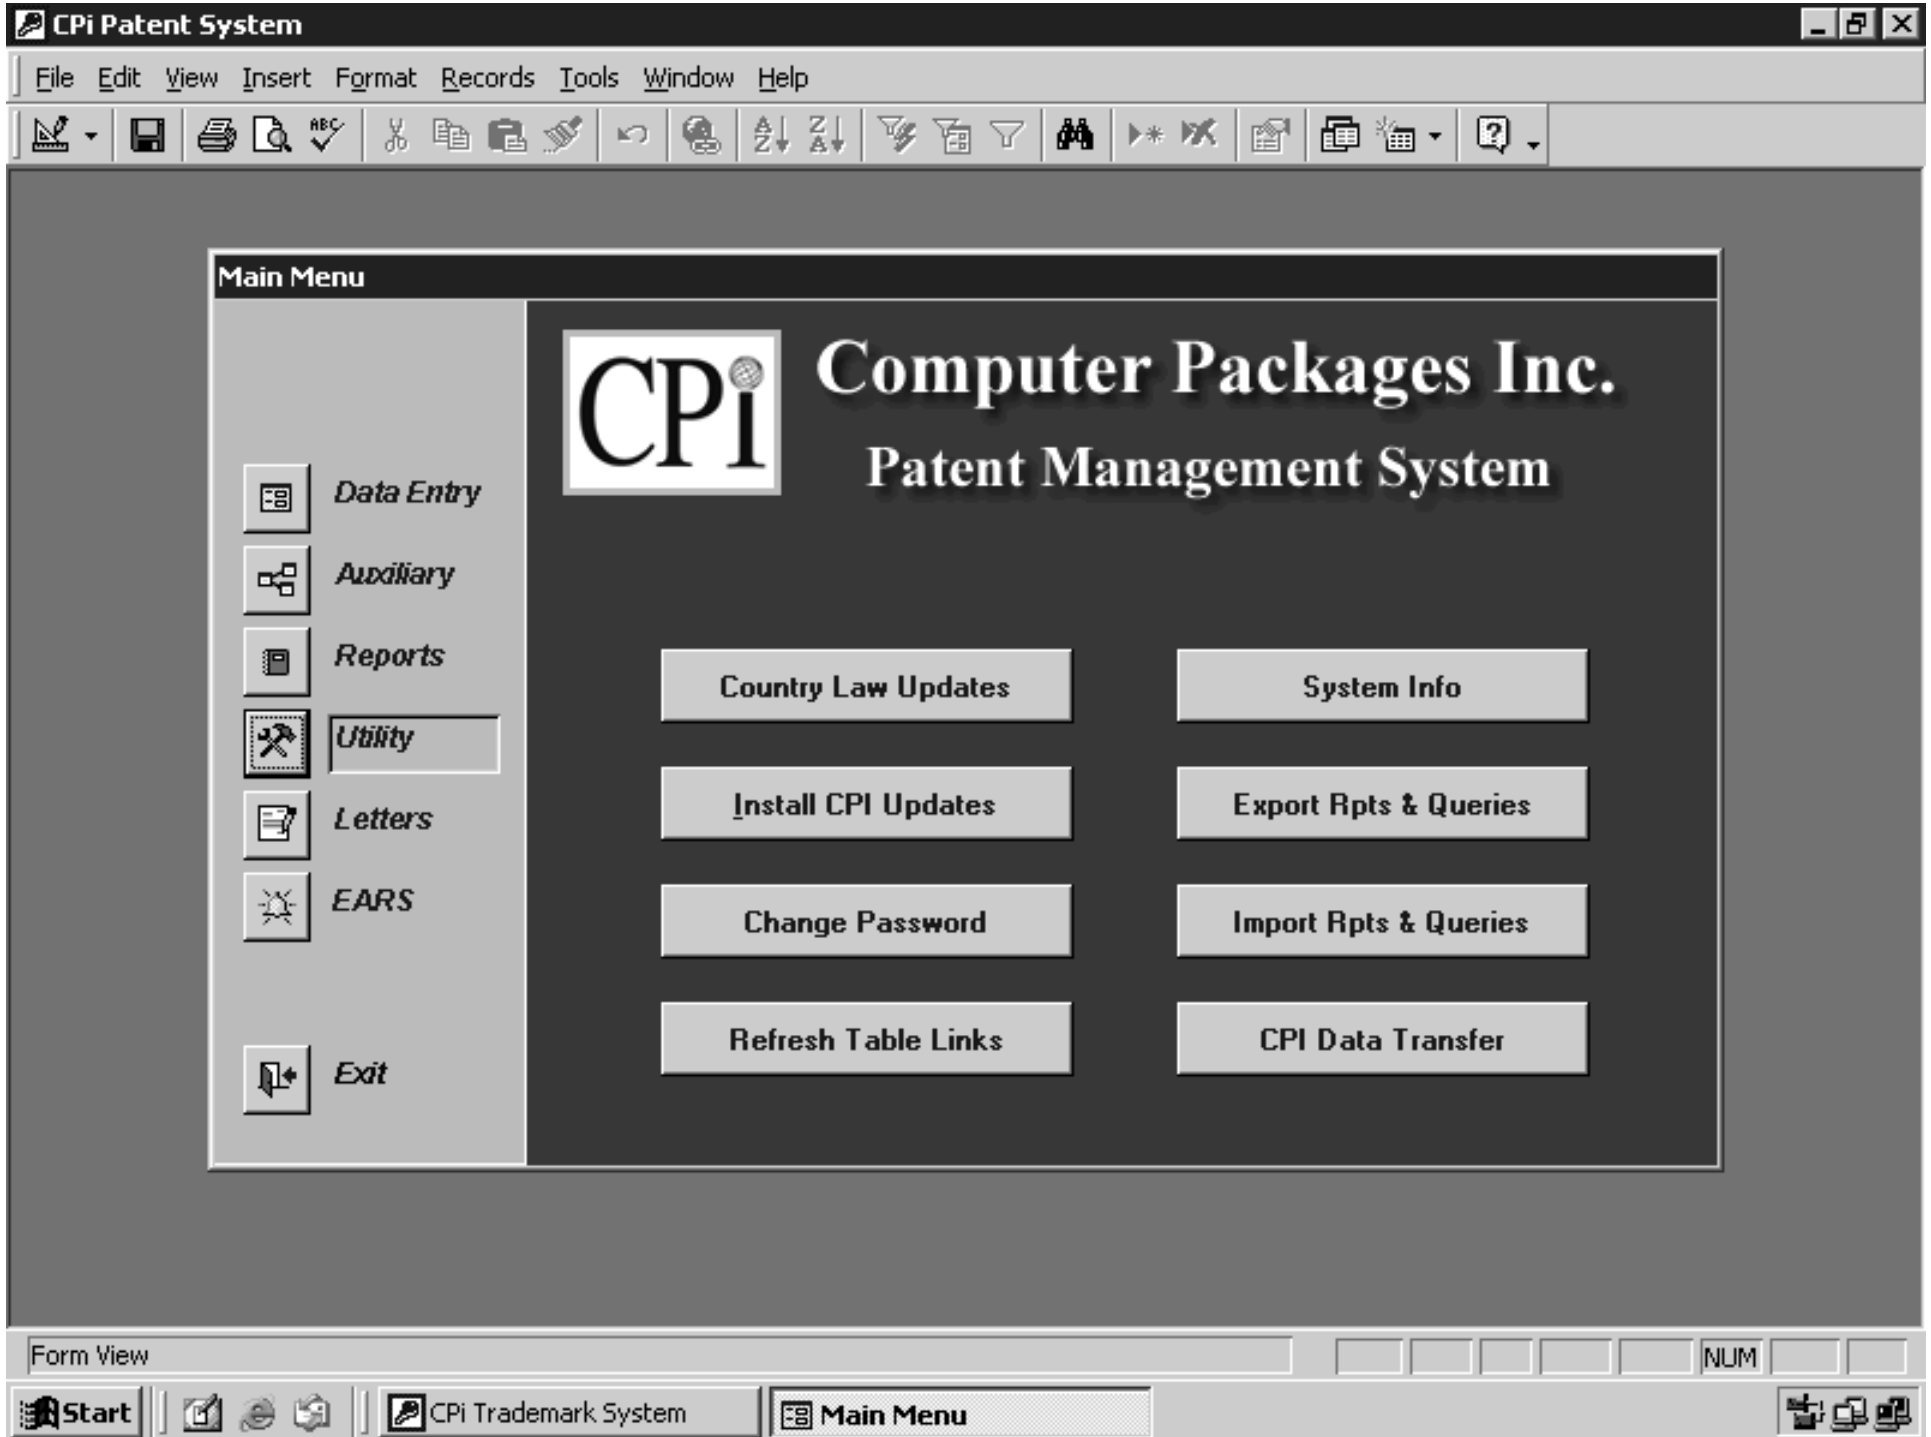 CPi Patent System
File Edit View Insert Format Records Tools Window Help
Main Menu
CPi
Computer Packages Inc.
Patent Management System
Data Entry
Auxiliary
Reports
Utility
Letters
EARS
Exit
Country Law Updates
System Info
Install CPI Updates
Export Rpts & Queries
Change Password
Import Rpts & Queries
Refresh Table Links
CPI Data Transfer
Form View
NUM
Start
CPi Trademark System
Main Menu